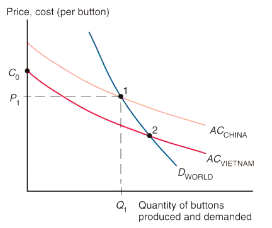 Price, cost (per button)
C0
P1
1
2
ACCHINA
ACVIETNAM
DWORLD
Q1 Quantity of buttons
produced and demanded